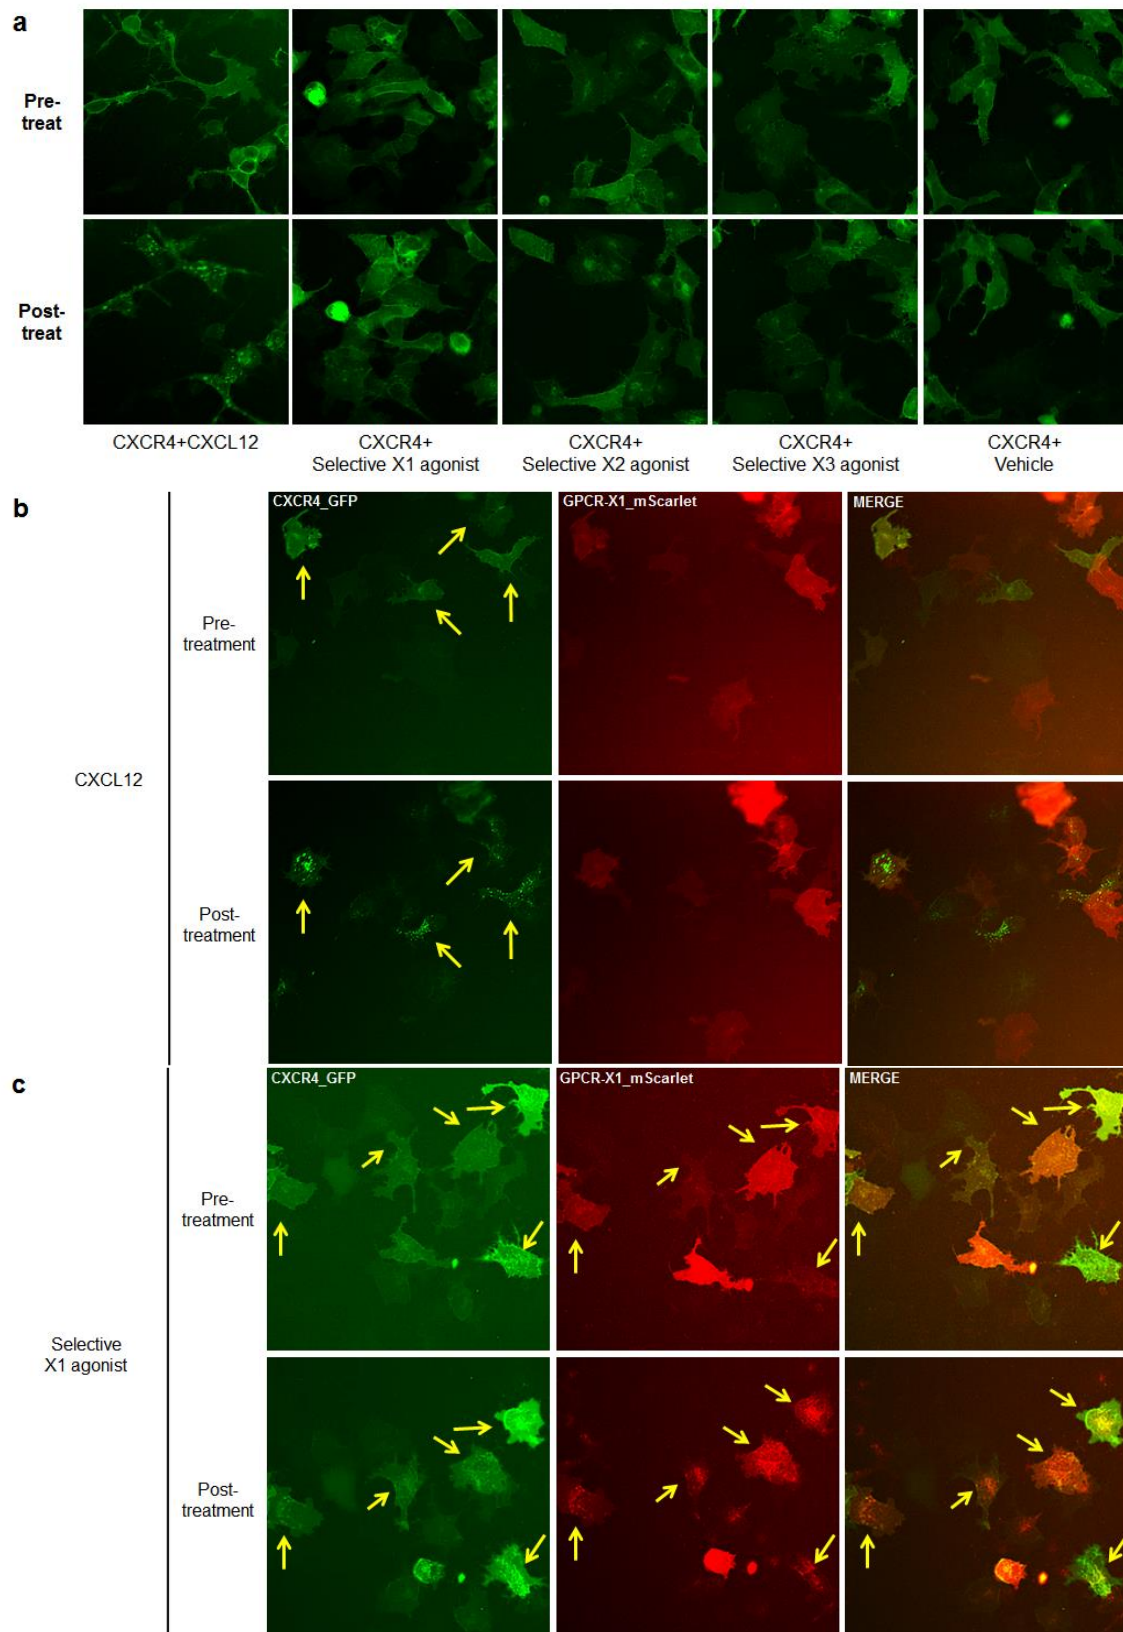 a
Pre-
treat
Post-
treat
CXCR4+CXCL12
CXCR4+
Selective X1 agonist
CXCR4+
Selective X2 agonist
CXCR4+
Selective X3 agonist
CXCR4+
Vehicle
b
CXCR4_GFP
GPCR-X1_mScarlet
MERGE
Pre-
treatment
CXCL12
Post-
treatment
c
CXCR4_GFP
GPCR-X1_mScarlet
MERGE
Pre-
treatment
Selective
X1 agonist
Post-
treatment